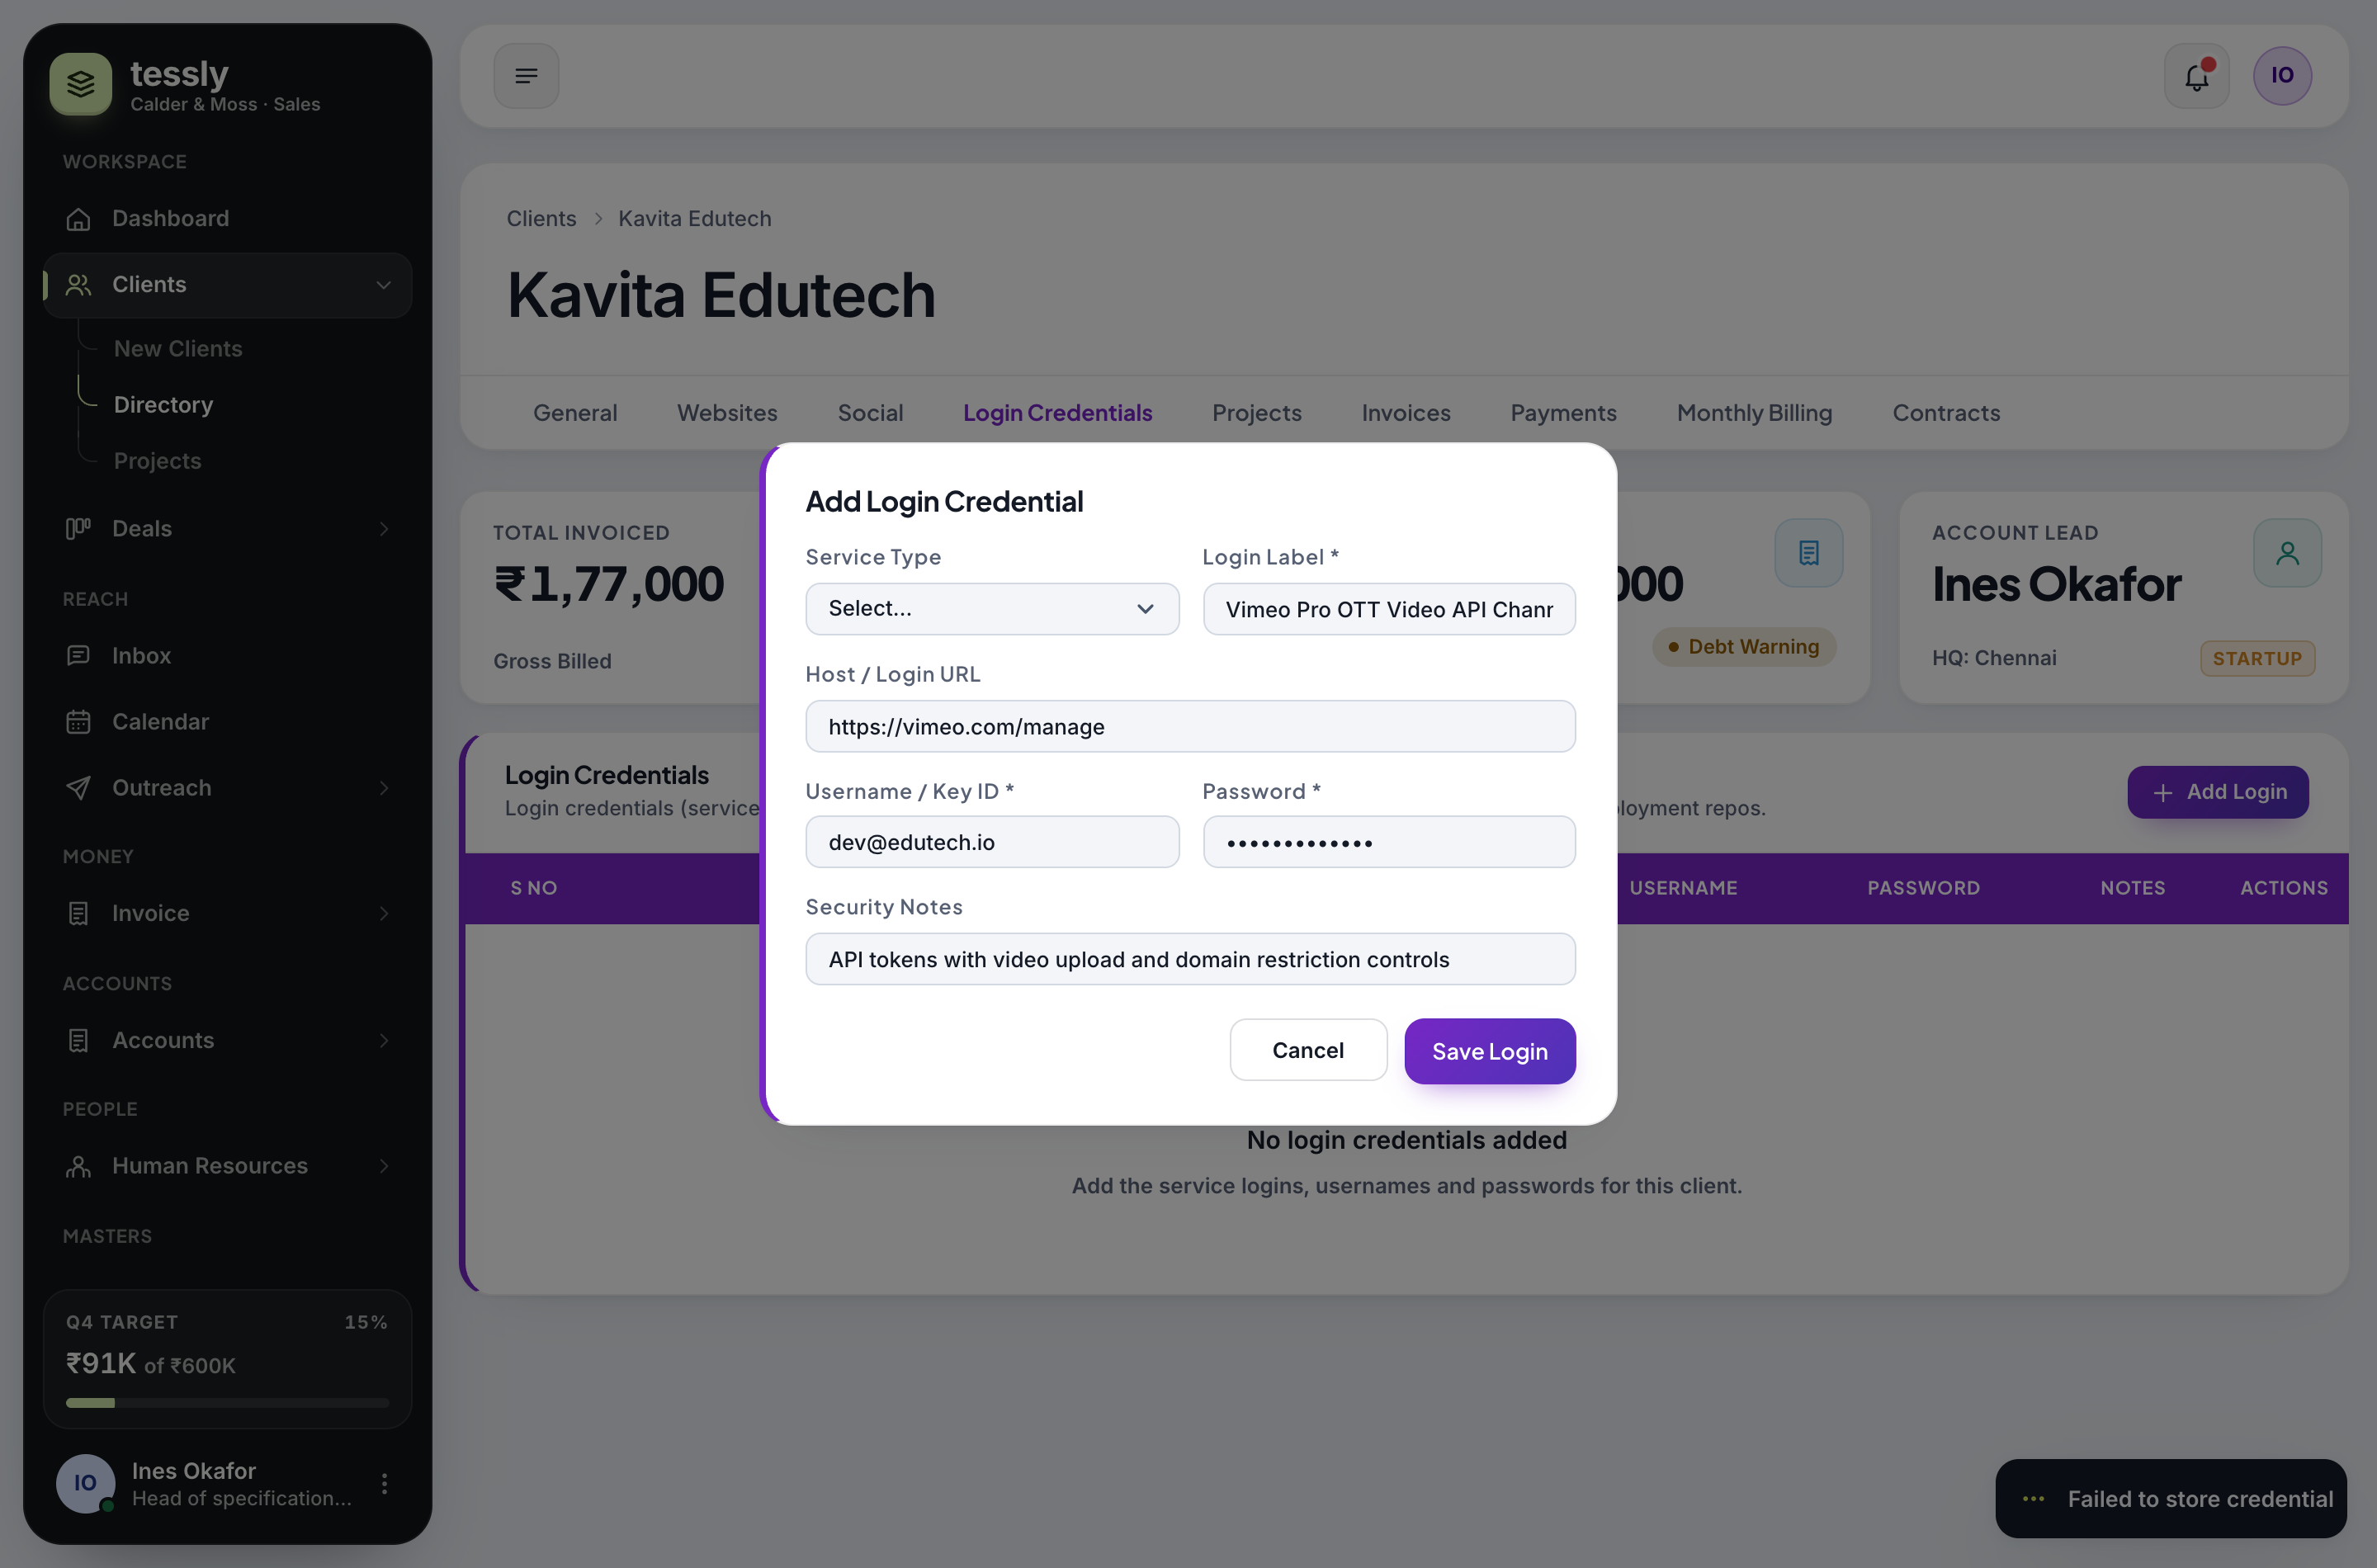 tessly
Calder & Moss · Sales
WORKSPACE
Dashboard
Clients
New Clients
Directory
Projects
Deals
REACH
Inbox
Calendar
Outreach
MONEY
Invoice
ACCOUNTS
Accounts
PEOPLE
Human Resources
MASTERS
Q4 TARGET 15%
₹91K of ₹600K
IO
Ines Okafor
Head of specification...
IO
Clients > Kavita Edutech
Kavita Edutech
General Websites Social Login Credentials Projects Invoices Payments Monthly Billing Contracts
TOTAL INVOICED
₹1,77,000
Gross Billed
000
Debt Warning
ACCOUNT LEAD
Ines Okafor
HQ: Chennai
STARTUP
Login Credentials
Login credentials (service
loyment repos.
Add Login
S NO USERNAME PASSWORD NOTES ACTIONS
No login credentials added
Add the service logins, usernames and passwords for this client.
Add Login Credential
Service Type Login Label *
Select... Vimeo Pro OTT Video API Chanr
Host / Login URL
https://vimeo.com/manage
Username / Key ID * Password *
dev@edutech.io •••••••••••••
Security Notes
API tokens with video upload and domain restriction controls
Cancel Save Login
Failed to store credential